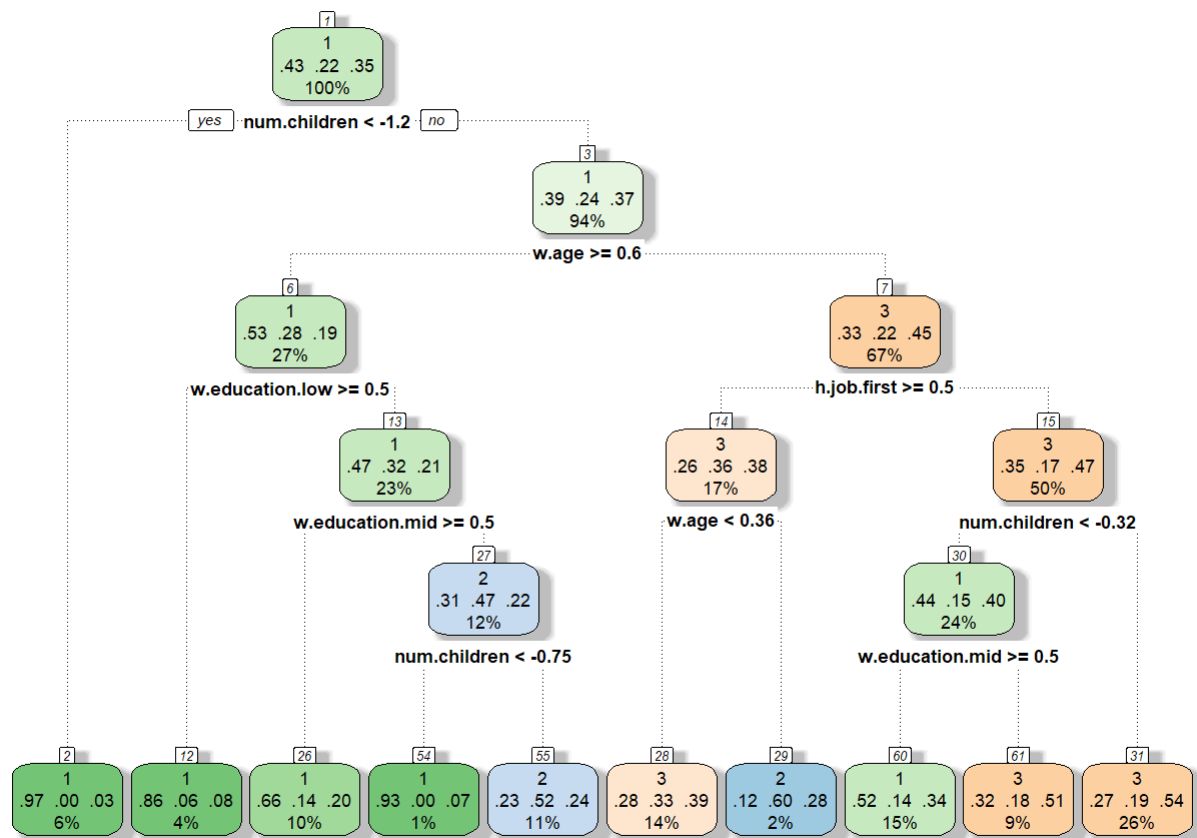 1
1
.43 .22 .35
100%
yes num.children < -1.2 no
3
1
.39 .24 .37
94%
w.age >= 0.6
6 7
1 3
.53 .28 .19 .33 .22 .45
27% 67%
w.education.low >= 0.5 h.job.first >= 0.5
13 14 15
1 3 3
.47 .32 .21 .26 .36 .38 .35 .17 .47
23% 17% 50%
w.education.mid >= 0.5 w.age < 0.36 num.children < -0.32
27 30
2 1
.31 .47 .22 .44 .15 .40
12% 24%
num.children < -0.75 w.education.mid >= 0.5
2 12 26 54 55 28 29 60 61 31
1 1 1 1 2 3 2 1 3 3
.97 .00 .03 .86 .06 .08 .66 .14 .20 .93 .00 .07 .23 .52 .24 .28 .33 .39 .12 .60 .28 .52 .14 .34 .32 .18 .51 .27 .19 .54
6% 4% 10% 1% 11% 14% 2% 15% 9% 26%